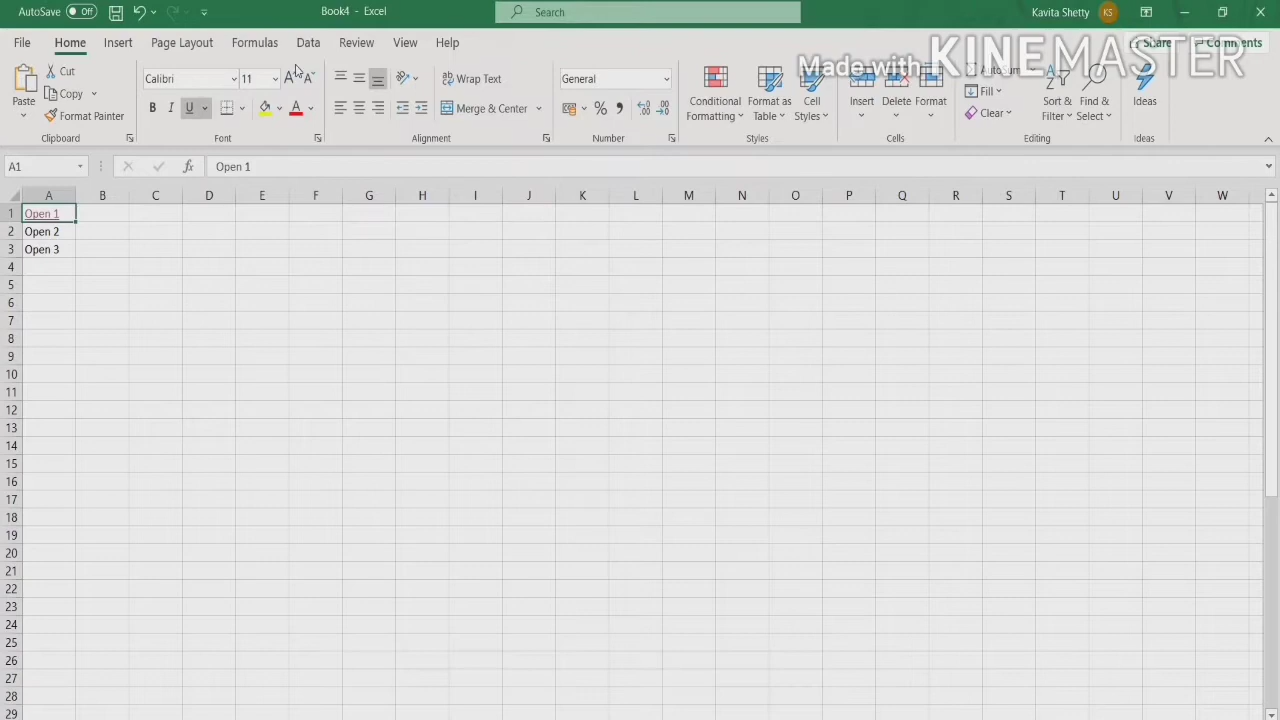 AutoSave Off Book4 - Excel Search Kavita Shetty KS
File Home Insert Page Layout Formulas Data Review View Help Share Comments
Made with KINEMASTER
Paste Cut Copy Format Painter Clipboard
Calibri 11 A A B I U A Font
ab Wrap Text Merge & Center Alignment
General % , Number
Conditional Formatting Format as Table Cell Styles Styles
Insert Delete Format Cells
AutoSum Fill Clear Sort & Filter Find & Select Editing
Ideas Ideas
A1 fx Open 1
A B C D E F G H I J K L M N O P Q R S T U V W
1 Open 1
2 Open 2
3 Open 3
4
5
6
7
8
9
10
11
12
13
14
15
16
17
18
19
20
21
22
23
24
25
26
27
28
29